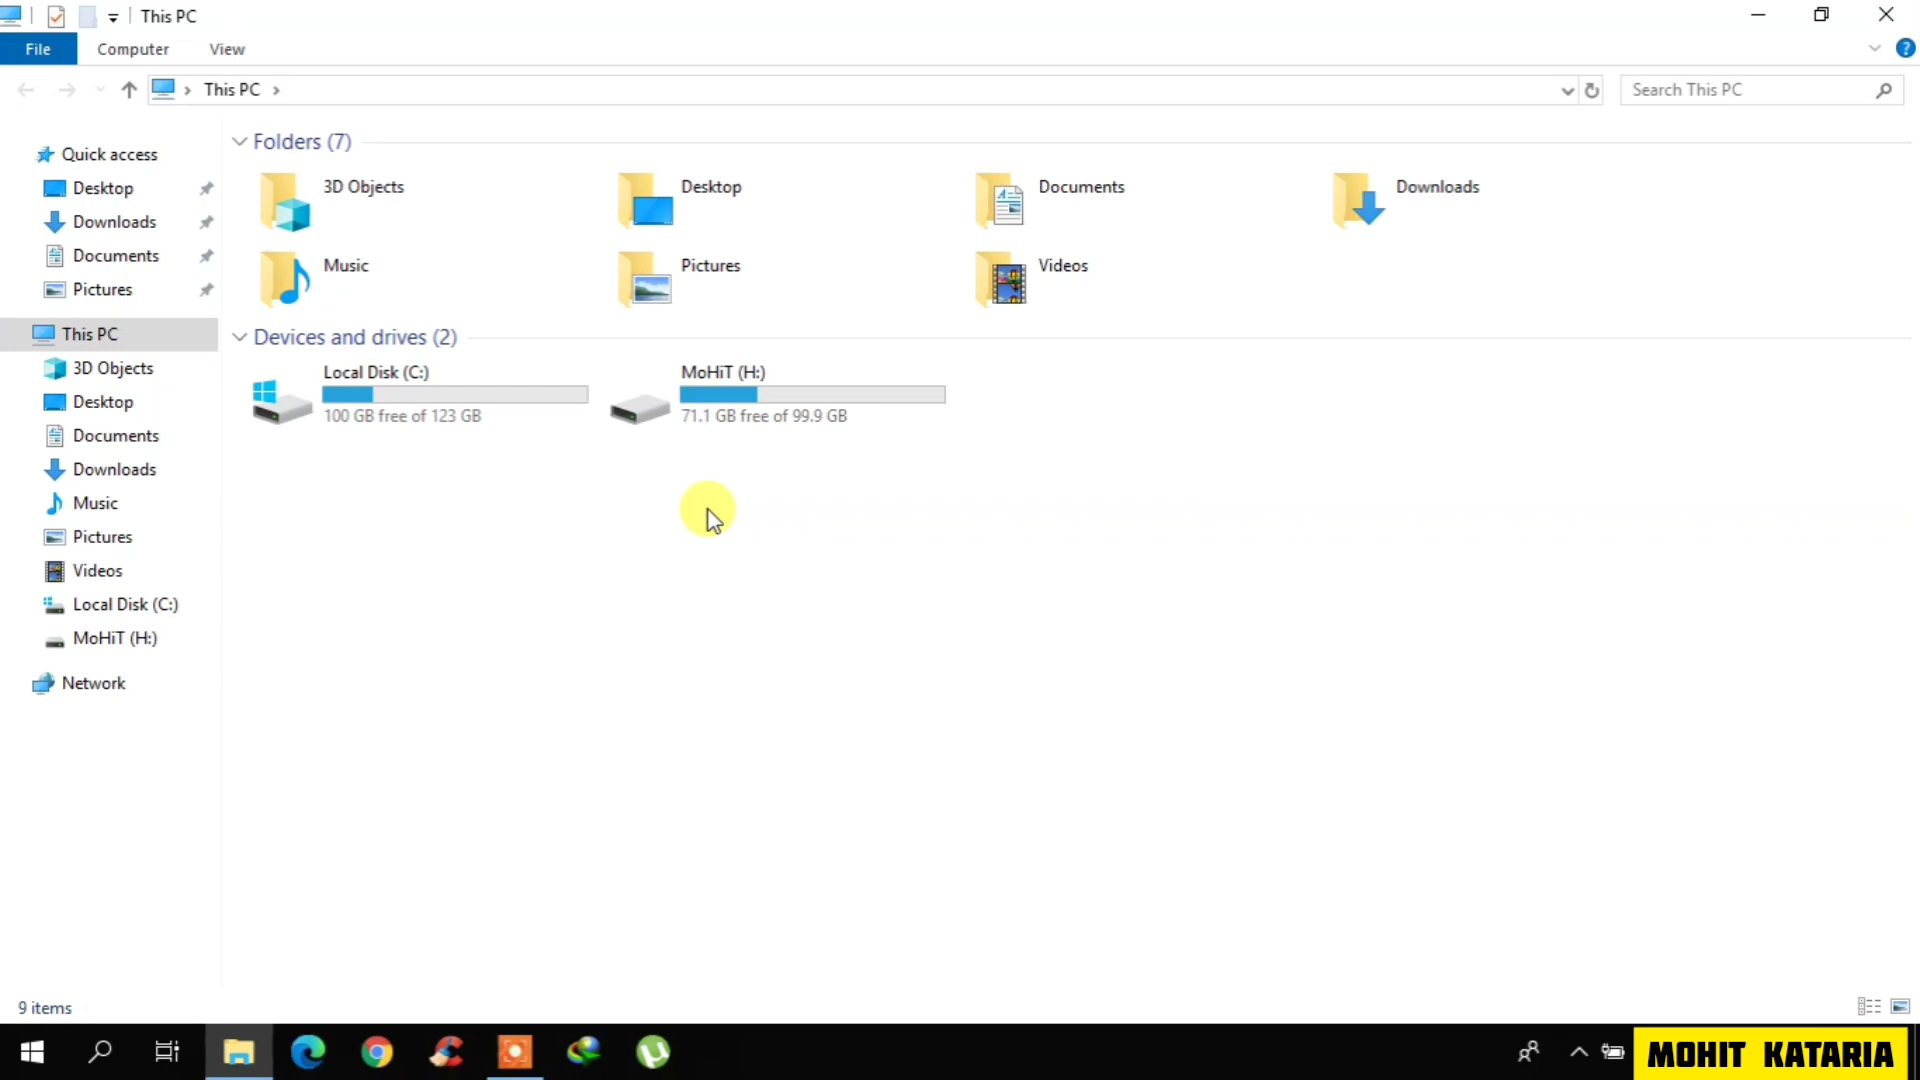 This PC
File Computer View
This PC
Search This PC
Quick access
Desktop
Downloads
Documents
Pictures
This PC
3D Objects
Desktop
Documents
Downloads
Music
Pictures
Videos
Local Disk (C:)
MoHiT (H:)
Network
Folders (7)
3D Objects Desktop Documents Downloads
Music Pictures Videos
Devices and drives (2)
Local Disk (C:)
100 GB free of 123 GB
MoHiT (H:)
71.1 GB free of 99.9 GB
9 items
MOHIT KATARIA